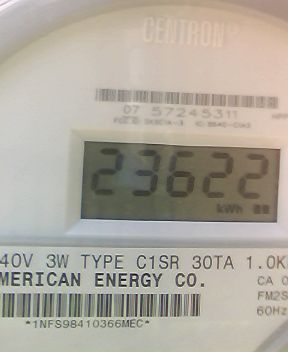 CENTRON
07 57245311
23622
kWh
40V 3W TYPE C1SR 30TA 1.0K
MERICAN ENERGY CO.
CA 0
FM2S
60Hz
*1NFS98410366MEC*